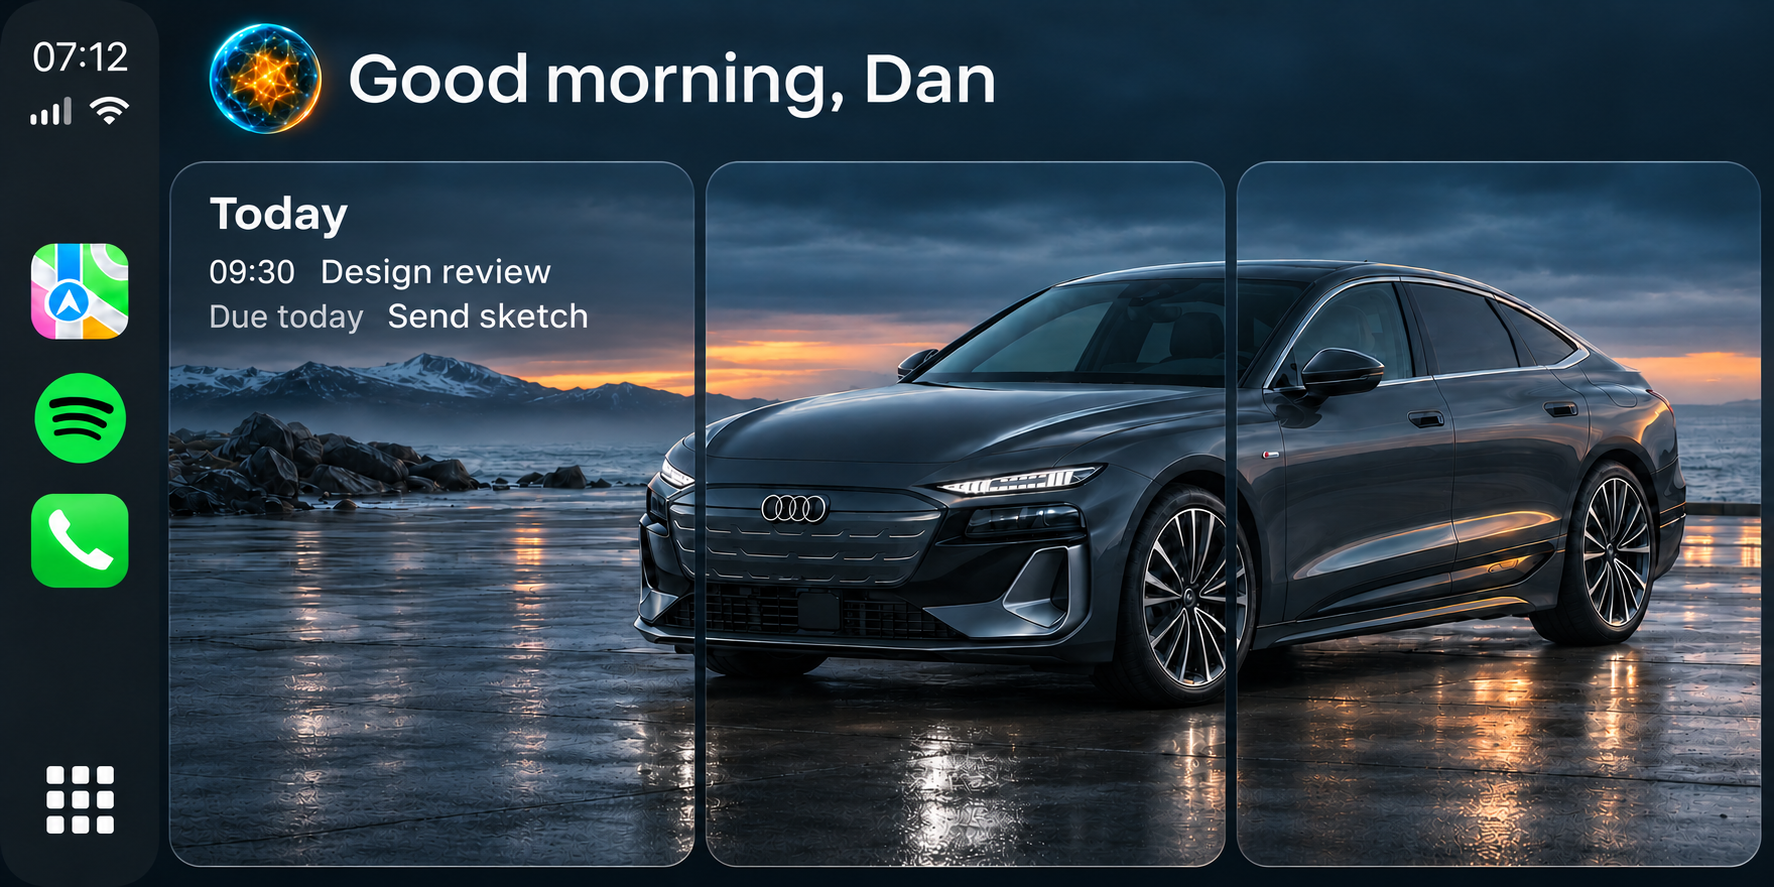 07:12
Good morning, Dan
Today
09:30 Design review
Due today Send sketch